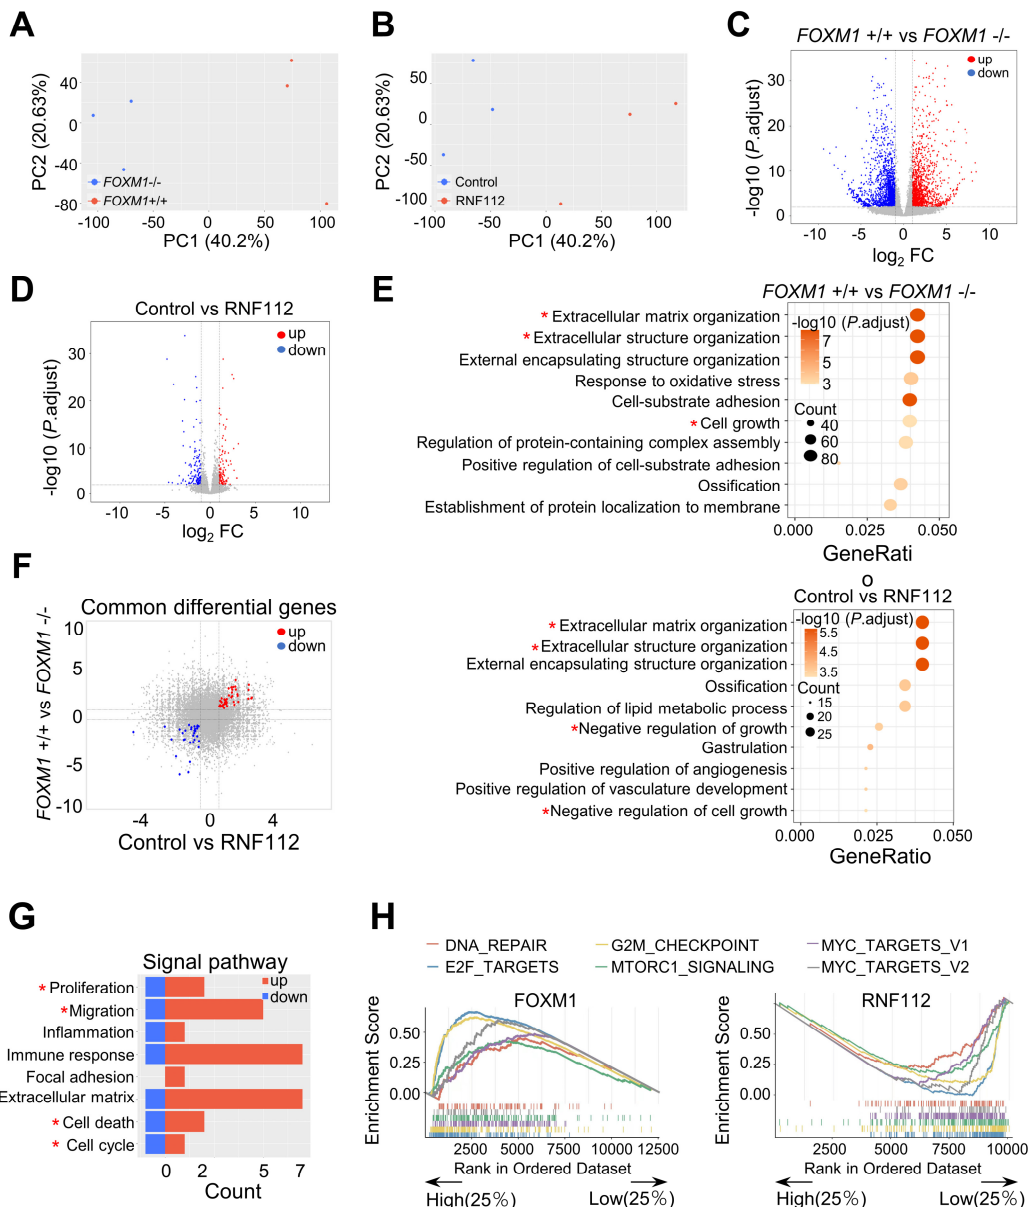 A
PC2 (20.63%)
40
0
-40
-80
FOXM1-/-
FOXM1+/+
-100
-50
0
50
100
PC1 (40.2%)
B
PC2 (20.63%)
50
0
-50
-100
Control
RNF112
-100
-50
0
50
100
PC1 (40.2%)
C
FOXM1 +/+ vs FOXM1 -/-
-log10 (P.adjust)
30
20
10
0
up
down
-10
-5
0
5
10
log2 FC
D
Control vs RNF112
-log10 (P.adjust)
30
20
10
0
up
down
-10
-5
0
5
10
log2 FC
E
FOXM1 +/+ vs FOXM1 -/-
* Extracellular matrix organization
* Extracellular structure organization
External encapsulating structure organization
Response to oxidative stress
Cell-substrate adhesion
* Cell growth
Regulation of protein-containing complex assembly
Positive regulation of cell-substrate adhesion
Ossification
Establishment of protein localization to membrane
-log10 (P.adjust)
7
5
3
Count
40
60
80
0.000
0.025
0.050
GeneRati
o
Control vs RNF112
* Extracellular matrix organization
* Extracellular structure organization
External encapsulating structure organization
Ossification
Regulation of lipid metabolic process
* Negative regulation of growth
Gastrulation
Positive regulation of angiogenesis
Positive regulation of vasculature development
* Negative regulation of cell growth
-log10 (P.adjust)
5.5
4.5
3.5
Count
15
20
25
0.000
0.025
0.050
GeneRatio
F
Common differential genes
FOXM1 +/+ vs FOXM1 -/-
10
5
0
-5
-10
up
down
-4
0
4
Control vs RNF112
G
Signal pathway
up
down
* Proliferation
* Migration
Inflammation
Immune response
Focal adhesion
Extracellular matrix
* Cell death
* Cell cycle
0
2
5
7
Count
H
DNA_REPAIR
G2M_CHECKPOINT
MYC_TARGETS_V1
E2F_TARGETS
MTORC1_SIGNALING
MYC_TARGETS_V2
FOXM1
Enrichment Score
0.50
0.25
0.00
2500
5000
7500
10000
12500
Rank in Ordered Dataset
High(25%)
Low(25%)
RNF112
Enrichment Score
0.50
0.25
0.00
2500
5000
7500
10000
Rank in Ordered Dataset
High(25%)
Low(25%)